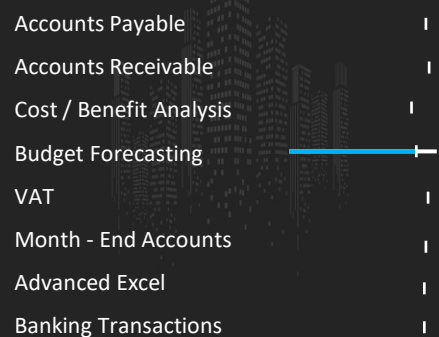 Accounts Payable
Accounts Receivable
Cost / Benefit Analysis
Budget Forecasting
VAT
Month - End Accounts
Advanced Excel
Banking Transactions